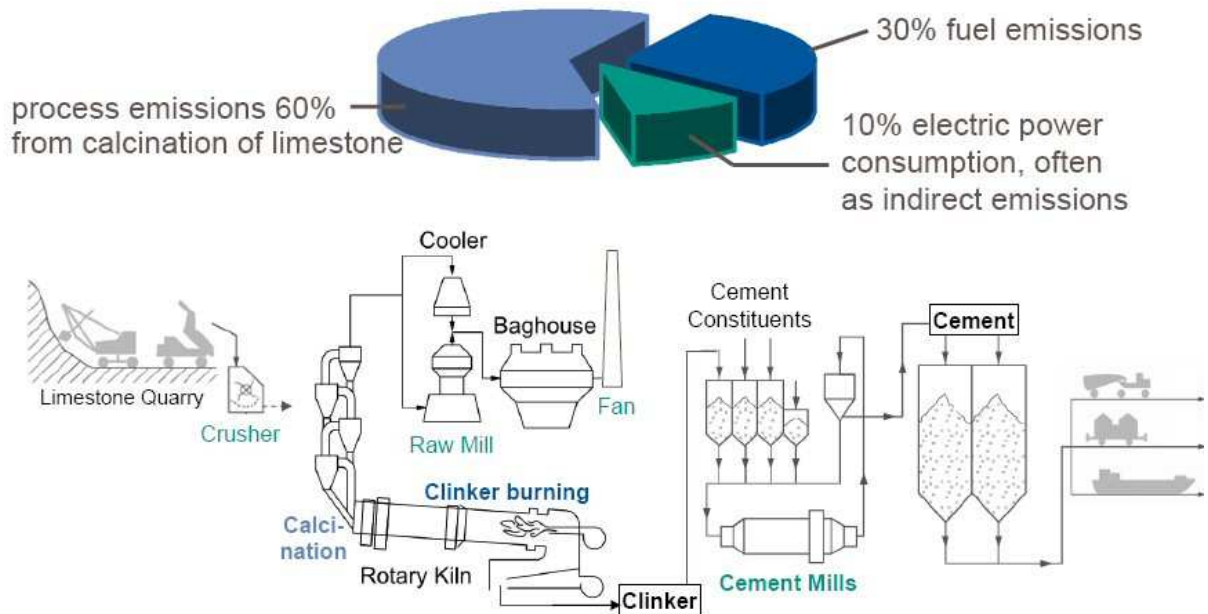 30% fuel emissions
process emissions 60%
from calcination of limestone
10% electric power
consumption, often
as indirect emissions
Cooler
Cement
Constituents
Cement
Baghouse
Limestone Quarry
Crusher
Raw Mill
Fan
Clinker burning
Calci-
nation
Rotary Kiln
Cement Mills
Clinker